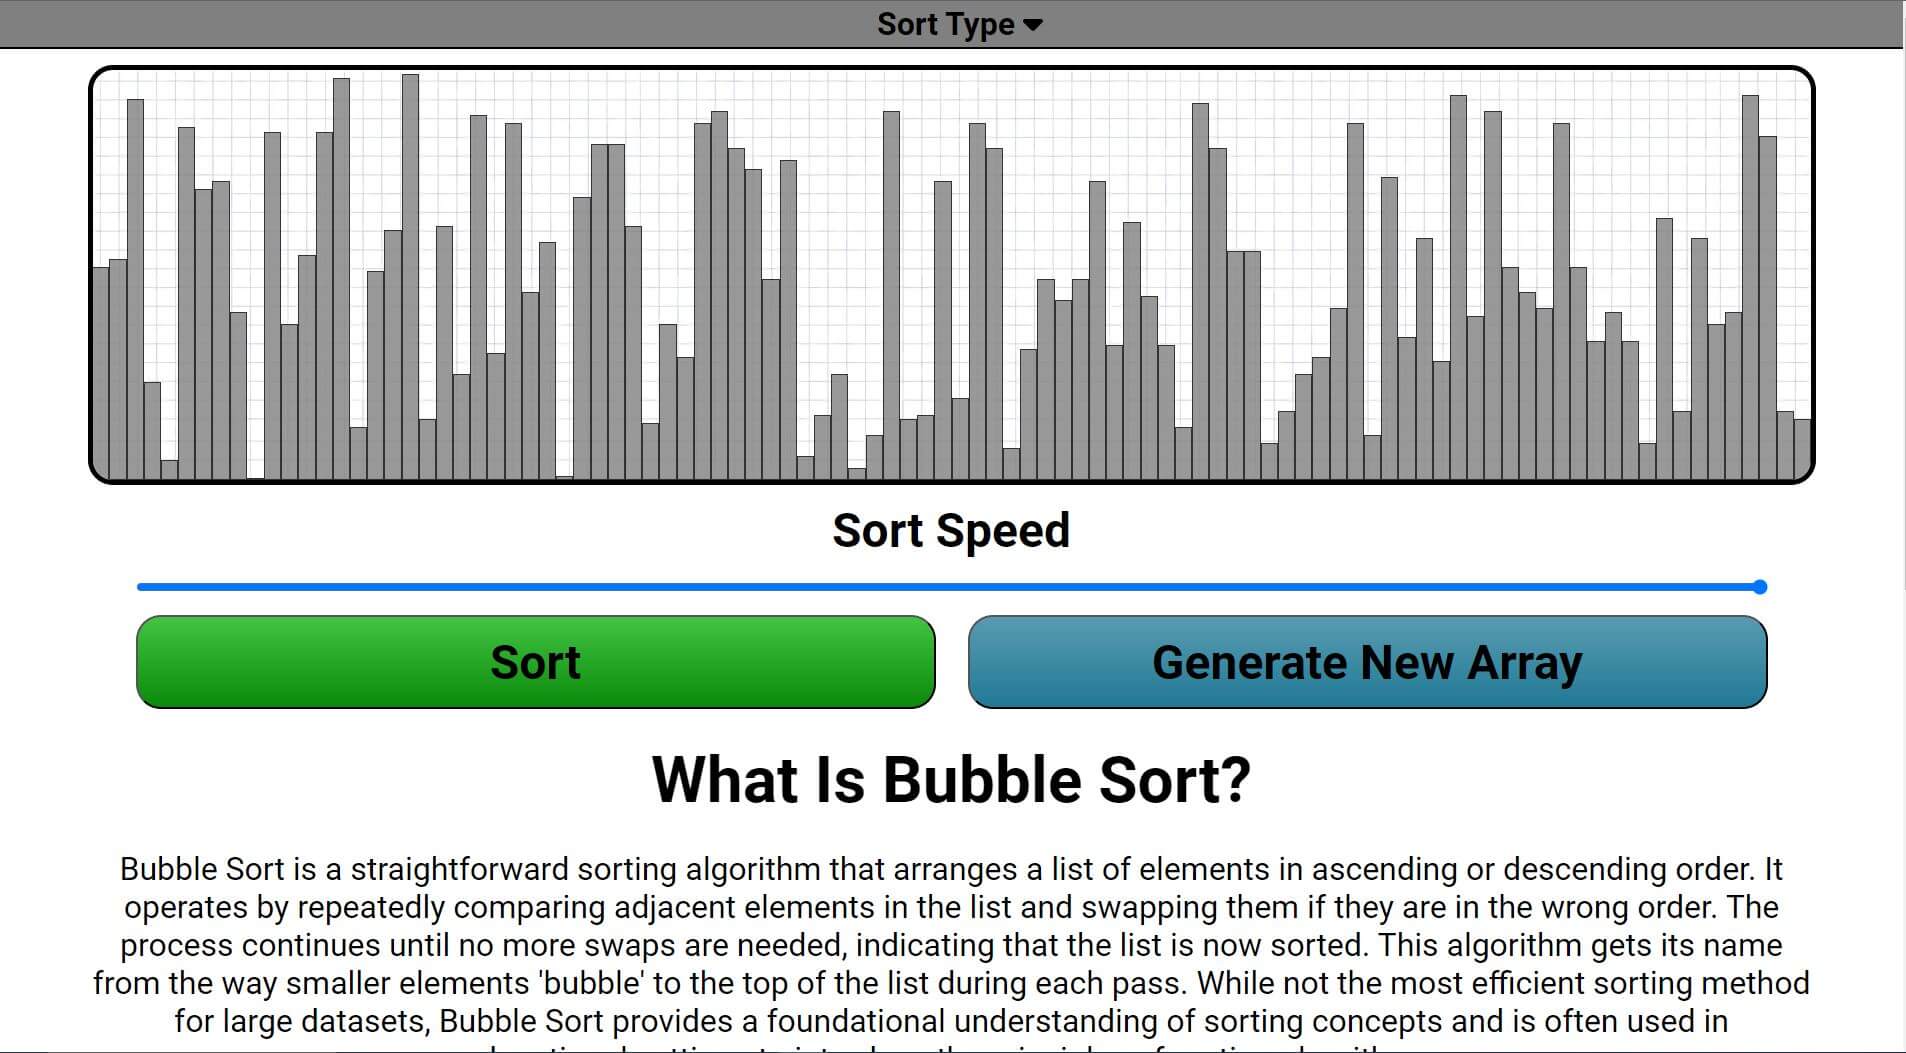 Sort Type
Sort Speed
Sort
Generate New Array
What Is Bubble Sort?
Bubble Sort is a straightforward sorting algorithm that arranges a list of elements in ascending or descending order. It
operates by repeatedly comparing adjacent elements in the list and swapping them if they are in the wrong order. The
process continues until no more swaps are needed, indicating that the list is now sorted. This algorithm gets its name
from the way smaller elements 'bubble' to the top of the list during each pass. While not the most efficient sorting method
for large datasets, Bubble Sort provides a foundational understanding of sorting concepts and is often used in